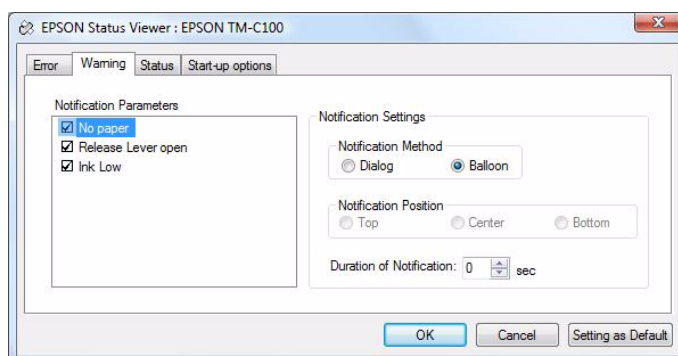 EPSON Status Viewer : EPSON TM-C100
Error Warning Status Start-up options
Notification Parameters
No paper
Release Lever open
Ink Low
Notification Settings
Notification Method
Dialog Balloon
Notification Position
Top Center Bottom
Duration of Notification: 0 sec
OK Cancel Setting as Default